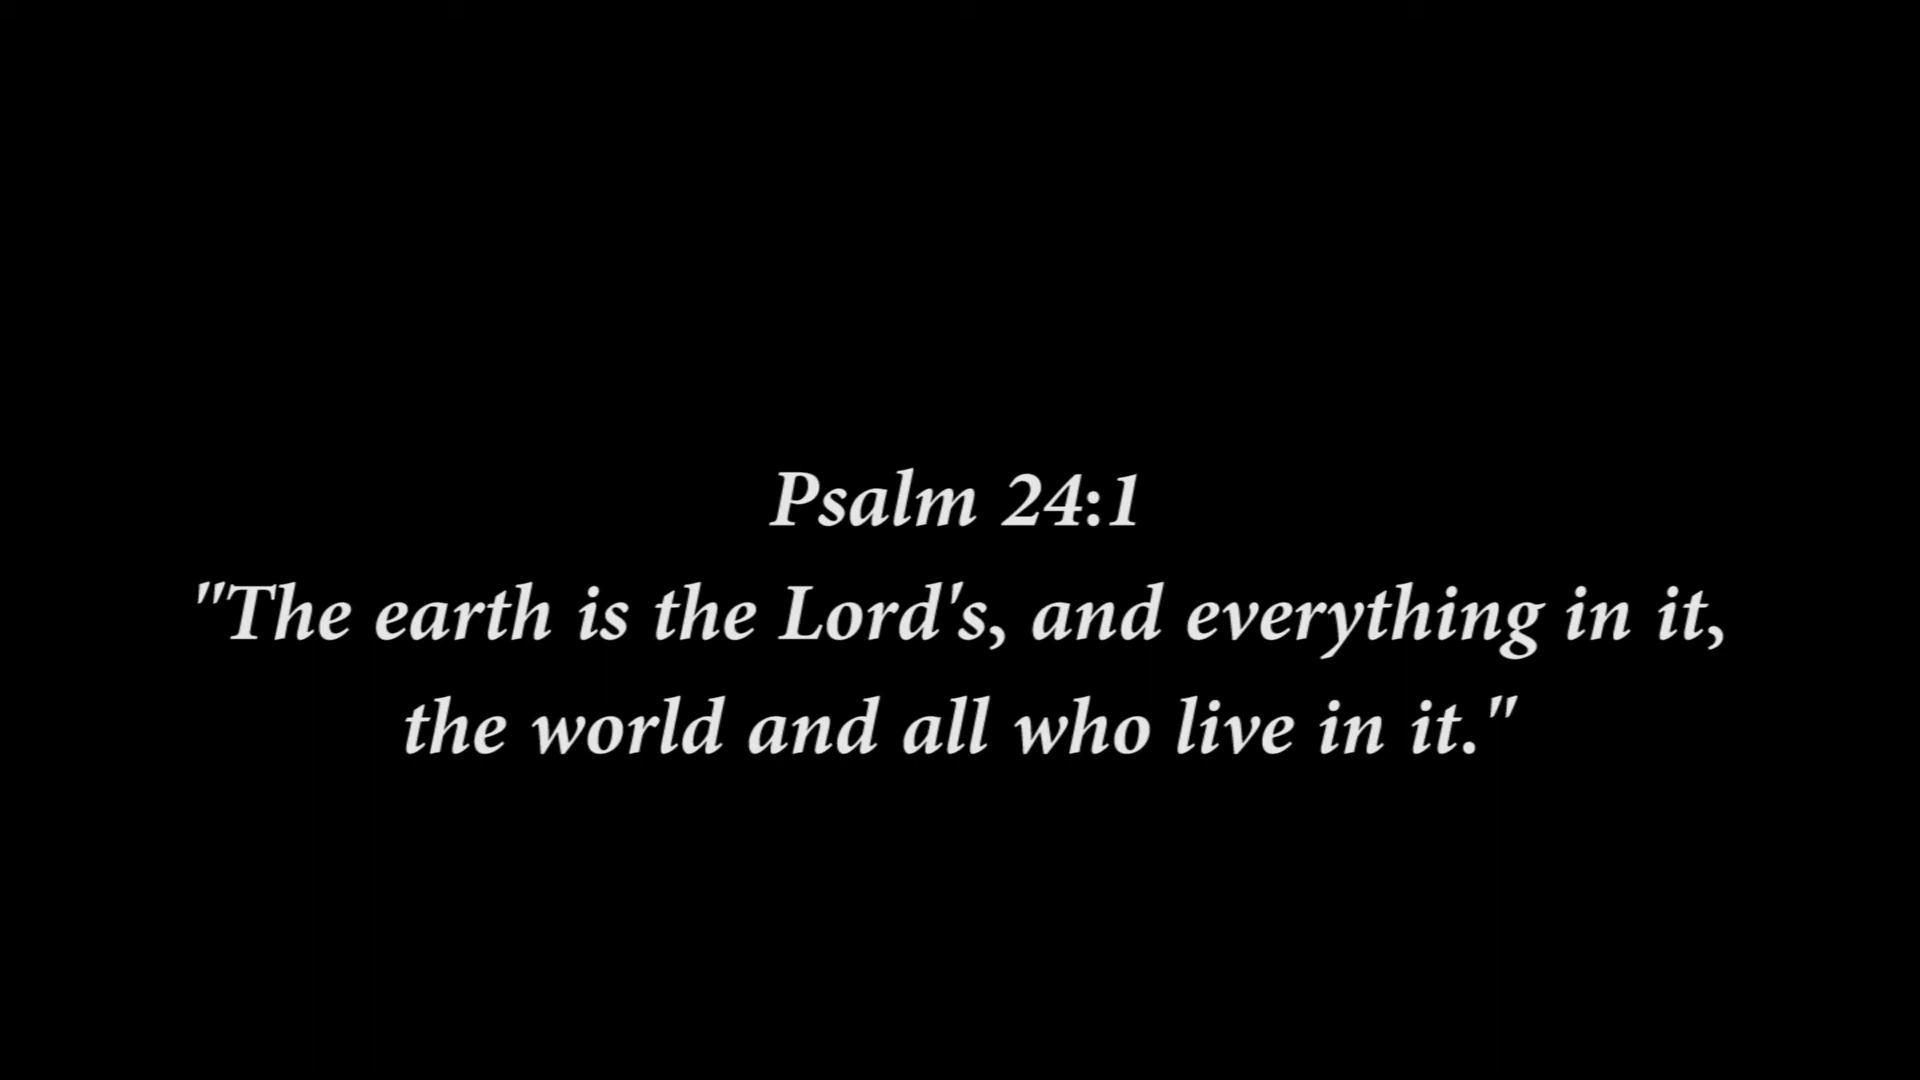 Psalm 24:1
"The earth is the Lord's, and everything in it,
the world and all who live in it."